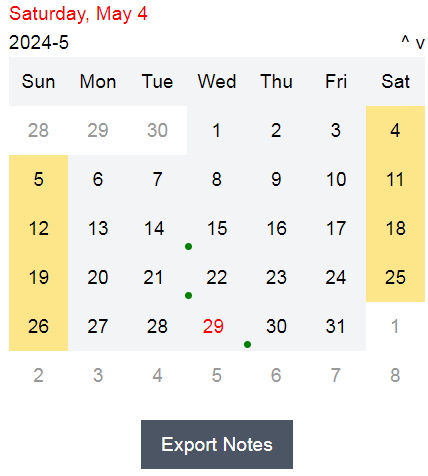 Saturday, May 4
2024-5 ^ v
Sun Mon Tue Wed Thu Fri Sat
28 29 30 1 2 3 4
5 6 7 8 9 10 11
12 13 14 15 16 17 18
19 20 21 22 23 24 25
26 27 28 29 30 31 1
2 3 4 5 6 7 8
Export Notes